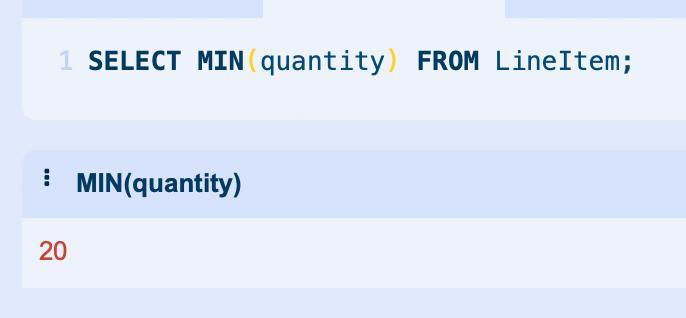 1 SELECT MIN(quantity) FROM LineItem;
MIN(quantity)
20